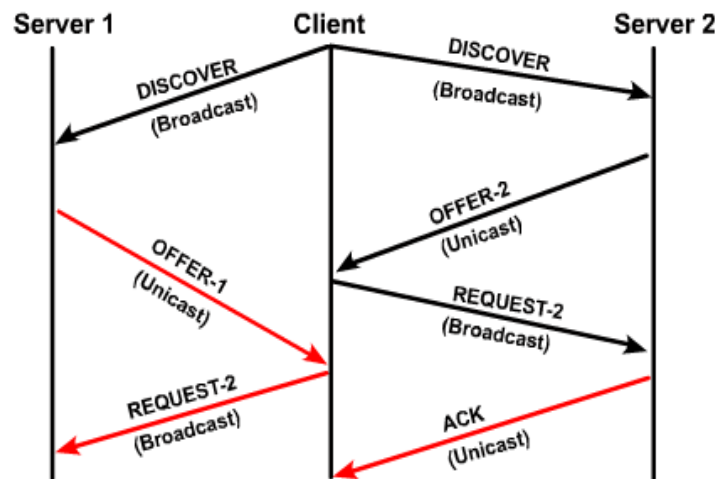 Server 1
Client
Server 2
DISCOVER
(Broadcast)
DISCOVER
(Broadcast)
OFFER-2
(Unicast)
OFFER-1
(Unicast)
REQUEST-2
(Broadcast)
REQUEST-2
(Broadcast)
ACK
(Unicast)